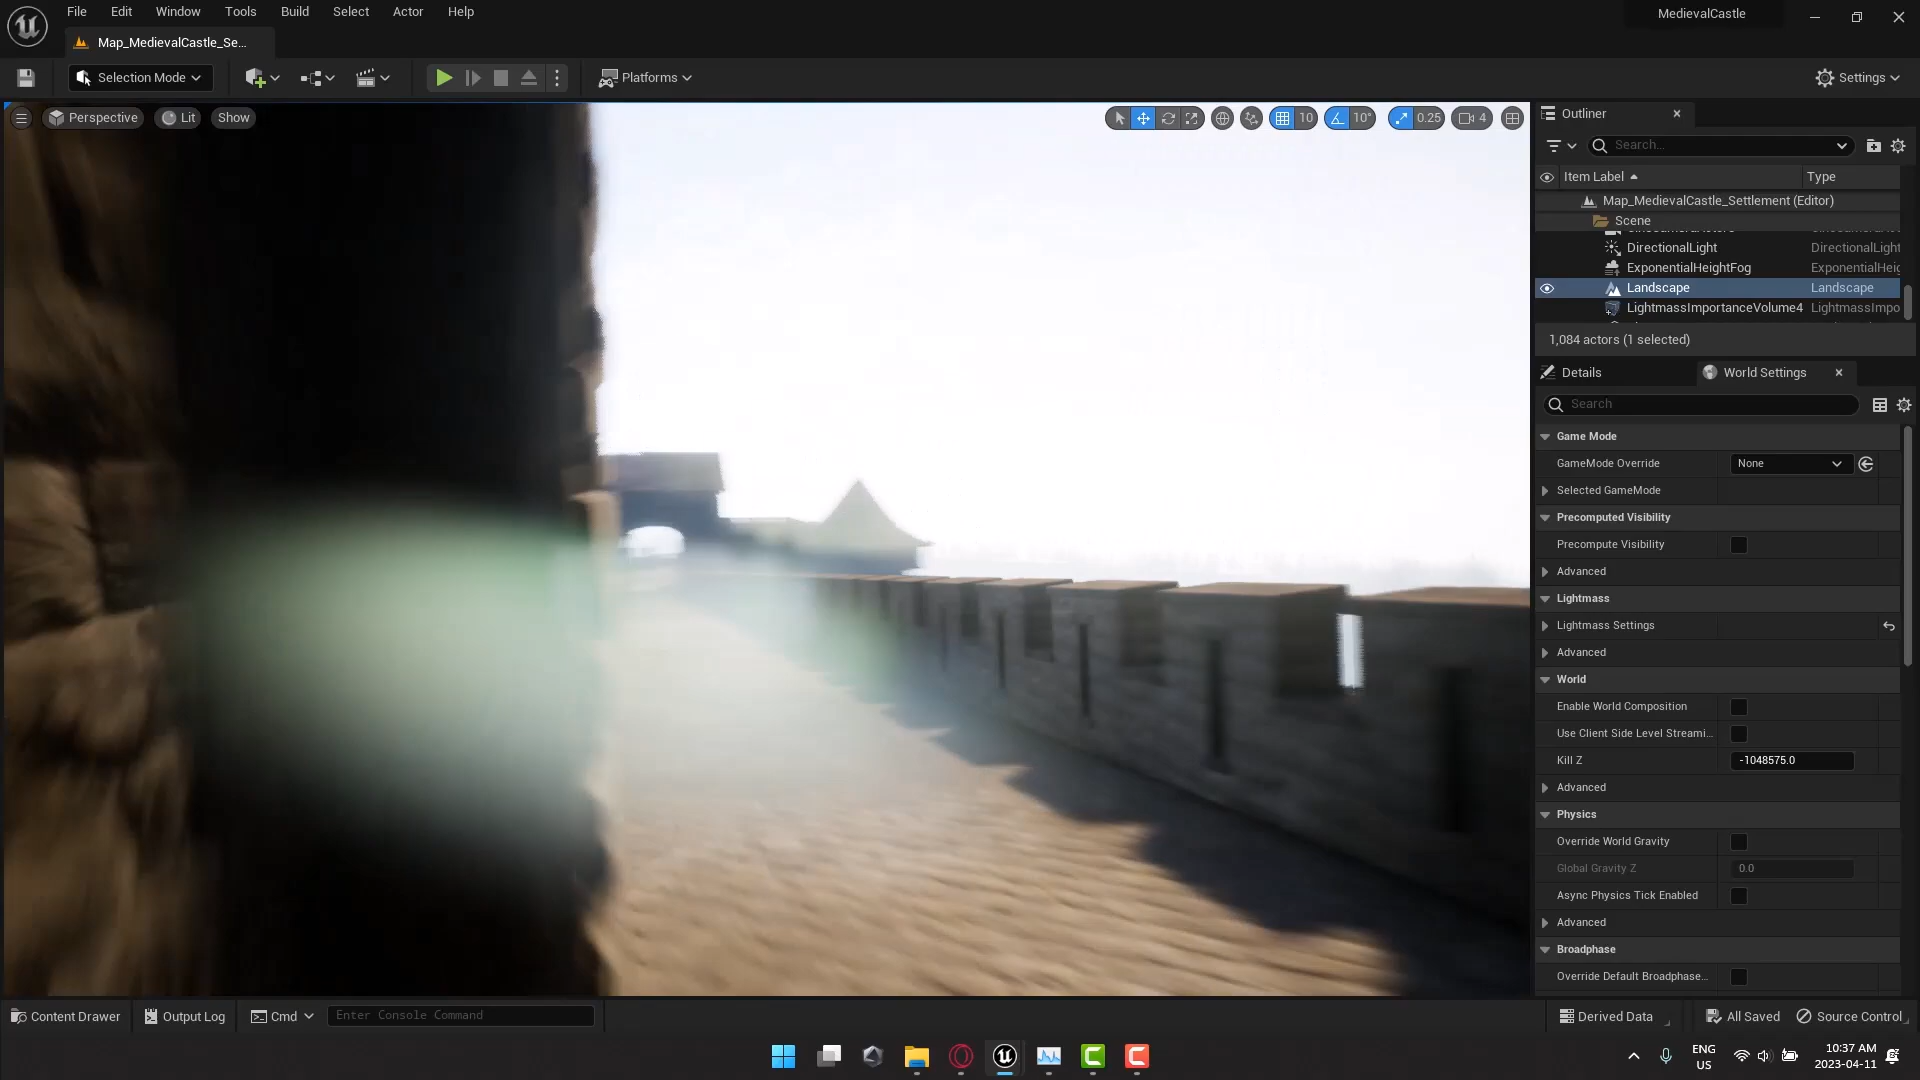 File Edit Window Tools Build Select Actor Help
MedievalCastle
Map_MedievalCastle_Se...
Selection Mode
Platforms
Settings
Perspective Lit Show
10 10° 0.25 4
Outliner
Search...
Item Label Type
Map_MedievalCastle_Settlement (Editor)
Scene
DirectionalLight DirectionalLight
ExponentialHeightFog ExponentialHeig
Landscape Landscape
LightmassImportanceVolume4 LightmassImpo
1,084 actors (1 selected)
Details World Settings
Search
Game Mode
GameMode Override None
Selected GameMode
Precomputed Visibility
Precompute Visibility
Advanced
Lightmass
Lightmass Settings
Advanced
World
Enable World Composition
Use Client Side Level Streami...
Kill Z -1048575.0
Advanced
Physics
Override World Gravity
Global Gravity Z 0.0
Async Physics Tick Enabled
Advanced
Broadphase
Override Default Broadphase...
Content Drawer Output Log Cmd Enter Console Command
Derived Data All Saved Source Control
ENG
US
10:37 AM
2023-04-11